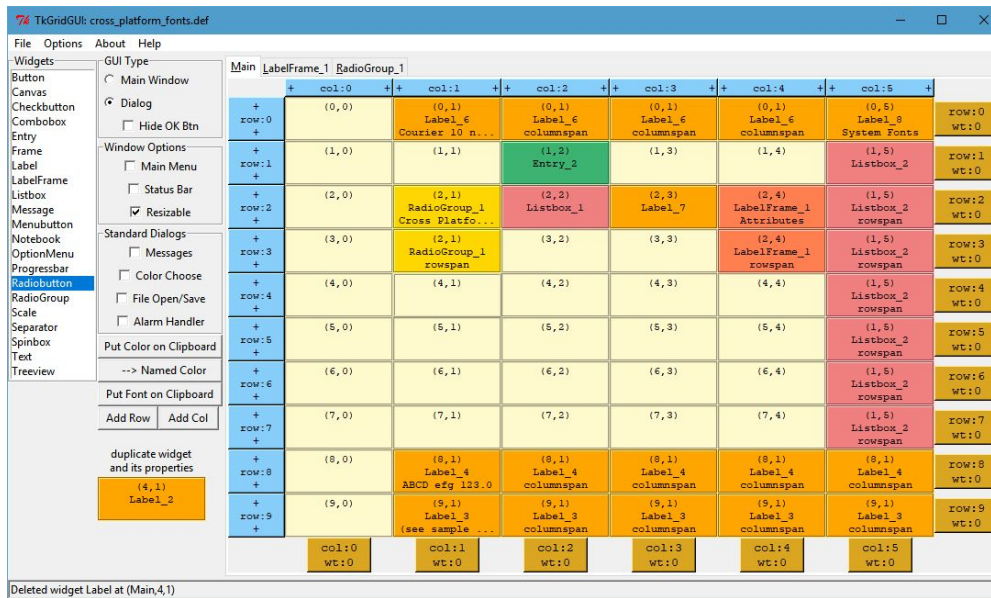 TkGridGUI: cross_platform_fonts.def
File Options About Help
Widgets
Button
Canvas
Checkbutton
Combobox
Entry
Frame
Label
LabelFrame
Listbox
Message
Menubutton
Notebook
OptionMenu
Progressbar
Radiobutton
RadioGroup
Scale
Separator
Spinbox
Text
Treeview
GUI Type
Main Window
Dialog
Hide OK Btn
Window Options
Main Menu
Status Bar
Resizable
Standard Dialogs
Messages
Color Choose
File Open/Save
Alarm Handler
Put Color on Clipboard
--> Named Color
Put Font on Clipboard
Add Row Add Col
duplicate widget
and its properties
(4,1)
Label_2
Main LabelFrame_1 RadioGroup_1
+ col:0 + + col:1 + + col:2 + + col:3 + + col:4 + + col:5 +
+ (0,0) (0,1) (0,1) (0,1) (0,1) (0,5)
row:0 Label_6 Label_6 Label_6 Label_6 Label_8 row:0
+ Courier 10 n... columnspan columnspan columnspan System Fonts wt:0
+ (1,0) (1,1) (1,2) (1,3) (1,4) (1,5)
row:1 Entry_2 Listbox_2 row:1
+ wt:0
+ (2,0) (2,1) (2,2) (2,3) (2,4) (1,5)
row:2 RadioGroup_1 Listbox_1 Label_7 LabelFrame_1 Listbox_2 row:2
+ Cross Platfo... Attributes rowspan wt:0
+ (3,0) (2,1) (3,2) (3,3) (2,4) (1,5)
row:3 RadioGroup_1 LabelFrame_1 Listbox_2 row:3
+ rowspan rowspan rowspan wt:0
+ (4,0) (4,1) (4,2) (4,3) (4,4) (1,5)
row:4 Listbox_2 row:4
+ rowspan wt:0
+ (5,0) (5,1) (5,2) (5,3) (5,4) (1,5)
row:5 Listbox_2 row:5
+ rowspan wt:0
+ (6,0) (6,1) (6,2) (6,3) (6,4) (1,5)
row:6 Listbox_2 row:6
+ rowspan wt:0
+ (7,0) (7,1) (7,2) (7,3) (7,4) (1,5)
row:7 Listbox_2 row:7
+ rowspan wt:0
+ (8,0) (8,1) (8,1) (8,1) (8,1) (8,1)
row:8 Label_4 Label_4 Label_4 Label_4 Label_4 row:8
+ ABCD efg 123.0 columnspan columnspan columnspan columnspan wt:0
+ (9,0) (9,1) (9,1) (9,1) (9,1) (9,1)
row:9 Label_3 Label_3 Label_3 Label_3 Label_3 row:9
+ (see sample ... columnspan columnspan columnspan columnspan wt:0
col:0 col:1 col:2 col:3 col:4 col:5
wt:0 wt:0 wt:0 wt:0 wt:0 wt:0
Deleted widget Label at (Main,4,1)